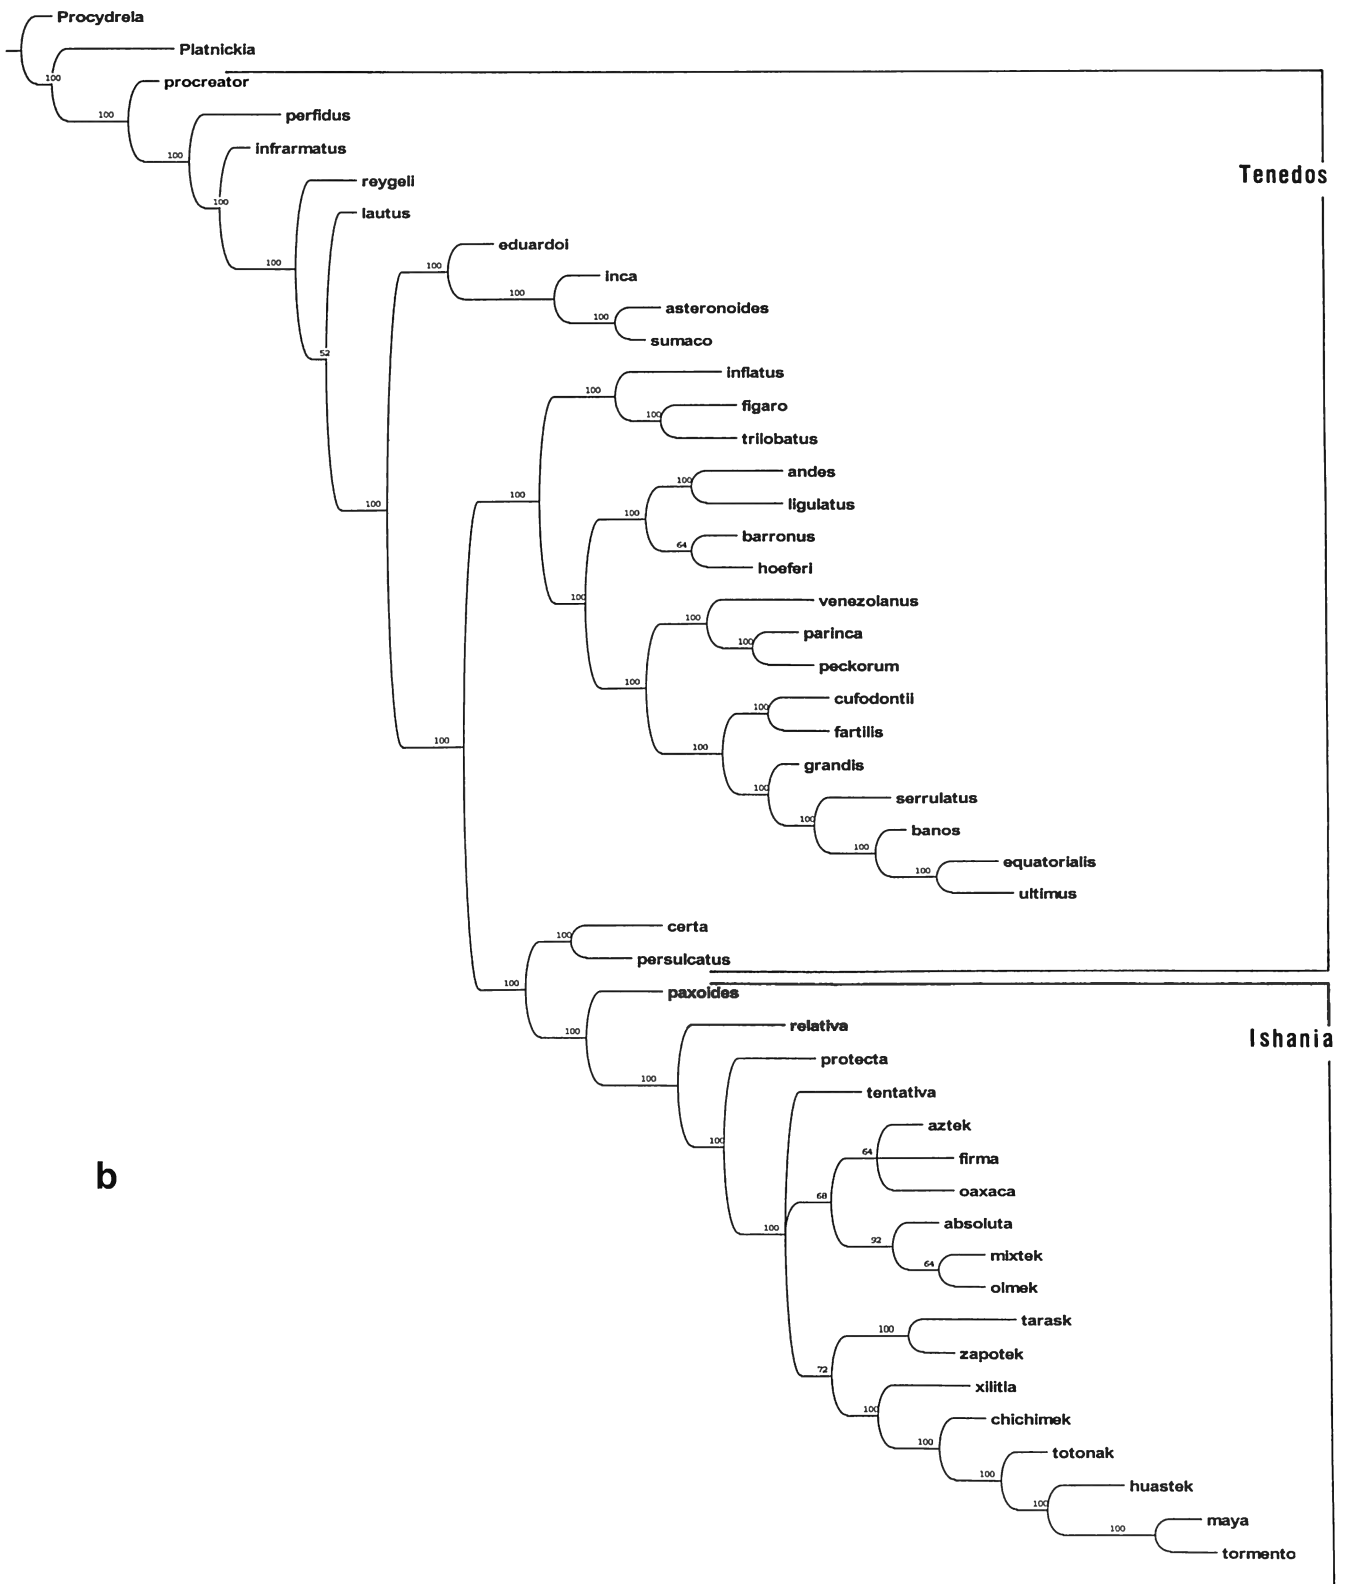 Procydrela
Platnickia
100
procreator
100
perfidus
100
infrarmatus
Tenedos
reygeli
100
lautus
eduardoi
100
100
inca
100
asteronoides
100
sumaco
52
inflatus
100
figaro
100
trilobatus
andes
100
ligulatus
100
100
100
barronus
64
hoeferi
100
venezolanus
100
parinca
100
peckorum
100
cufodontii
100
fartilis
100
100
grandis
100
serrulatus
100
banos
100
equatorialis
100
ultimus
certa
100
persulcatus
100
paxoides
relativa
100
Ishania
protecta
100
tentativa
aztek
100
64
firma
b
oaxaca
68
absoluta
100
92
mixtek
64
olmek
tarask
100
zapotek
72
xilitla
100
chichimek
100
totonak
100
huastek
100
maya
100
tormento